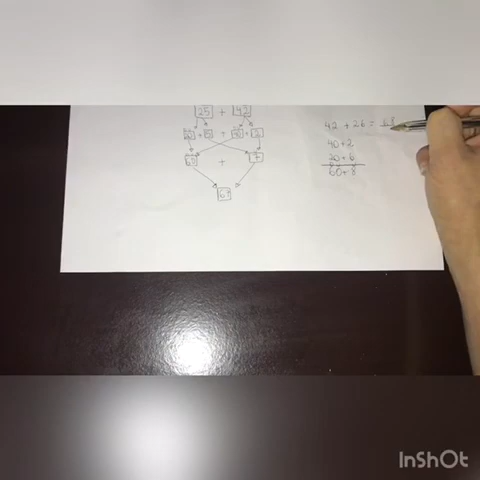 25 + 42
20 + 5 + 40 + 2
60 + 7
67
42 + 26 = 68
40 + 2
20 + 6
60 + 8
InShOt